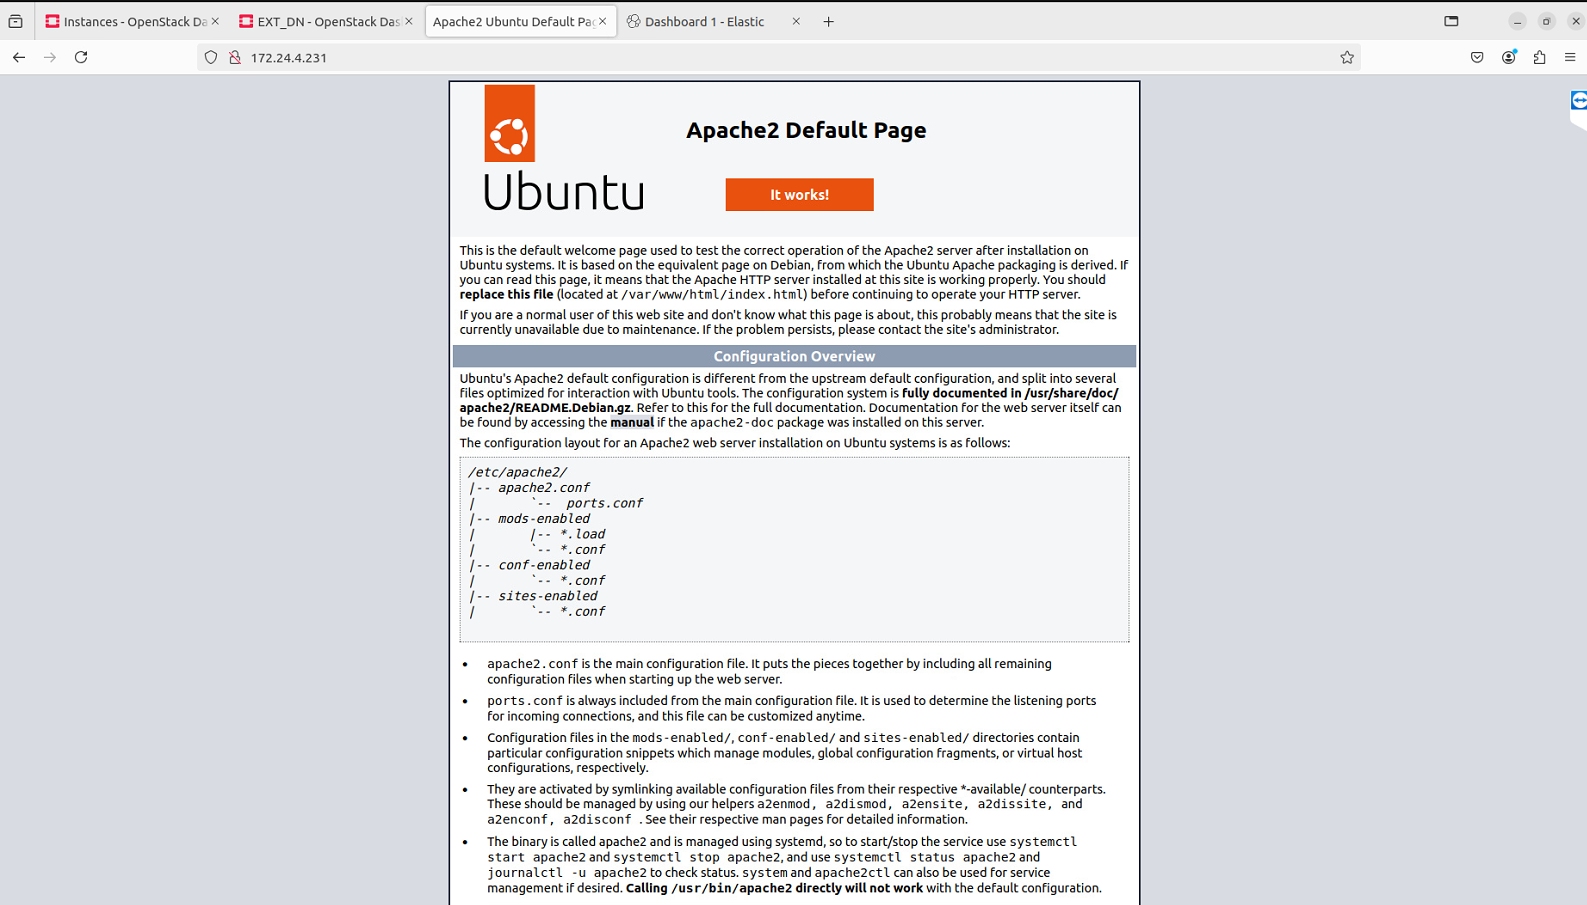 Instances - OpenStack Da
EXT_DN - OpenStack Das
Apache2 Ubuntu Default Pag
Dashboard 1 - Elastic
172.24.4.231
Apache2 Default Page
Ubuntu
It works!
This is the default welcome page used to test the correct operation of the Apache2 server after installation on
Ubuntu systems. It is based on the equivalent page on Debian, from which the Ubuntu Apache packaging is derived. If
you can read this page, it means that the Apache HTTP server installed at this site is working properly. You should
replace this file (located at /var/www/html/index.html) before continuing to operate your HTTP server.
If you are a normal user of this web site and don't know what this page is about, this probably means that the site is
currently unavailable due to maintenance. If the problem persists, please contact the site's administrator.
Configuration Overview
Ubuntu's Apache2 default configuration is different from the upstream default configuration, and split into several
files optimized for interaction with Ubuntu tools. The configuration system is fully documented in /usr/share/doc/
apache2/README.Debian.gz. Refer to this for the full documentation. Documentation for the web server itself can
be found by accessing the manual if the apache2-doc package was installed on this server.
The configuration layout for an Apache2 web server installation on Ubuntu systems is as follows:
/etc/apache2/
|-- apache2.conf
|       `--  ports.conf
|-- mods-enabled
|       |-- *.load
|       `-- *.conf
|-- conf-enabled
|       `-- *.conf
|-- sites-enabled
|       `-- *.conf
• apache2.conf is the main configuration file. It puts the pieces together by including all remaining
configuration files when starting up the web server.
• ports.conf is always included from the main configuration file. It is used to determine the listening ports
for incoming connections, and this file can be customized anytime.
• Configuration files in the mods-enabled/, conf-enabled/ and sites-enabled/ directories contain
particular configuration snippets which manage modules, global configuration fragments, or virtual host
configurations, respectively.
• They are activated by symlinking available configuration files from their respective *-available/ counterparts.
These should be managed by using our helpers a2enmod, a2dismod, a2ensite, a2dissite, and
a2enconf, a2disconf . See their respective man pages for detailed information.
• The binary is called apache2 and is managed using systemd, so to start/stop the service use systemctl
start apache2 and systemctl stop apache2, and use systemctl status apache2 and
journalctl -u apache2 to check status. system and apache2ctl can also be used for service
management if desired. Calling /usr/bin/apache2 directly will not work with the default configuration.